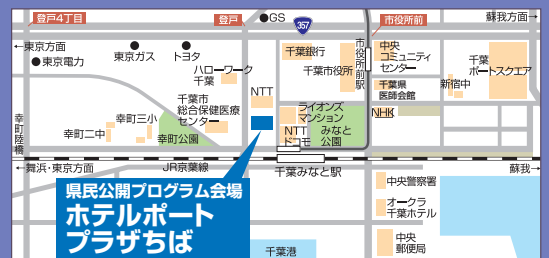 登戸4丁目
登戸
●GS
357
市役所前
蘇我方面→
←東京方面
●東京電力
東京ガス
トヨタ
ハローワーク
千葉
千葉銀行
千葉市役所
市役所前駅
中央
コミュニティ
センター
千葉県
医師会館
新宿中
千葉
ポートスクエア
千葉市
総合保健医療
センター
NTT
ライオンズ
マンション
NTT
ドコモ
みなと
公園
NHK
幸町陸橋
幸町二中
幸町三小
幸町公園
←舞浜・東京方面
JR京葉線
千葉みなと駅
蘇我→
県民公開プログラム会場
ホテルポート
プラザちば
中央警察署
オークラ
千葉ホテル
中央
郵便局
千葉港